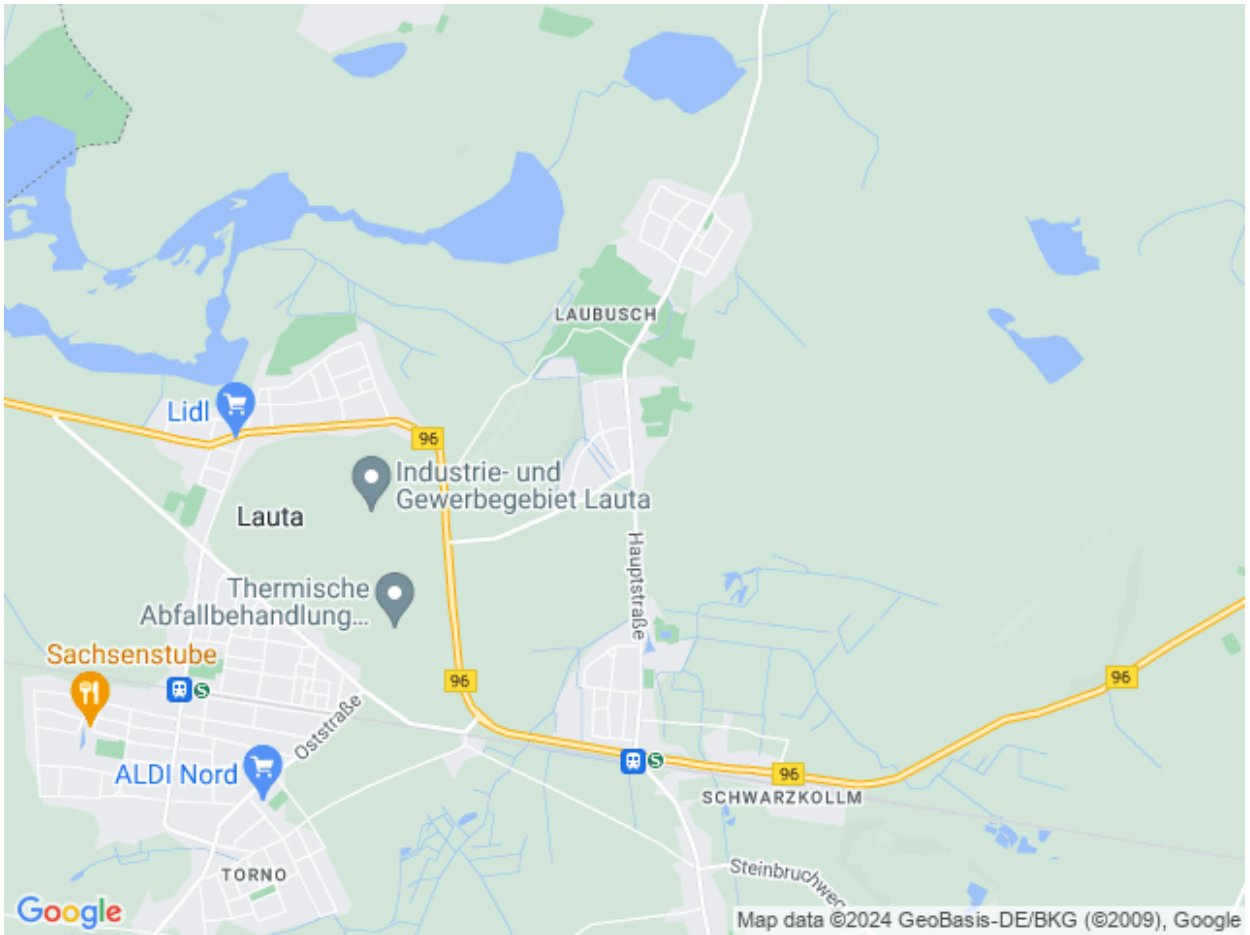 LAUBUSCH
Lidl
96
Industrie- und
Gewerbegebiet Lauta
Lauta
Hauptstraße
Thermische
Abfallbehandlung...
Sachsenstube
96
96
S
Oststraße
ALDI Nord
S
96
SCHWARZKOLLM
TORNO
Steinbruchweg
Google
Map data ©2024 GeoBasis-DE/BKG (©2009), Google